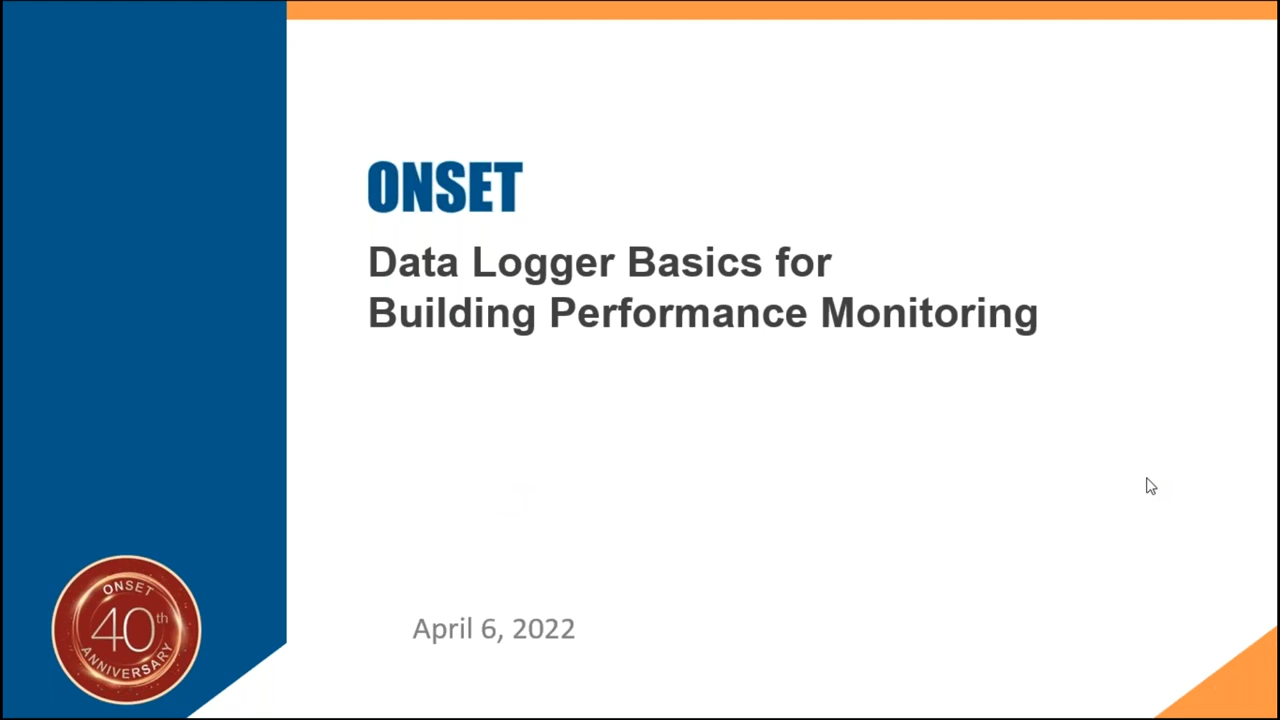 ONSET
Data Logger Basics for
Building Performance Monitoring
April 6, 2022
ONSET
40th
ANNIVERSARY